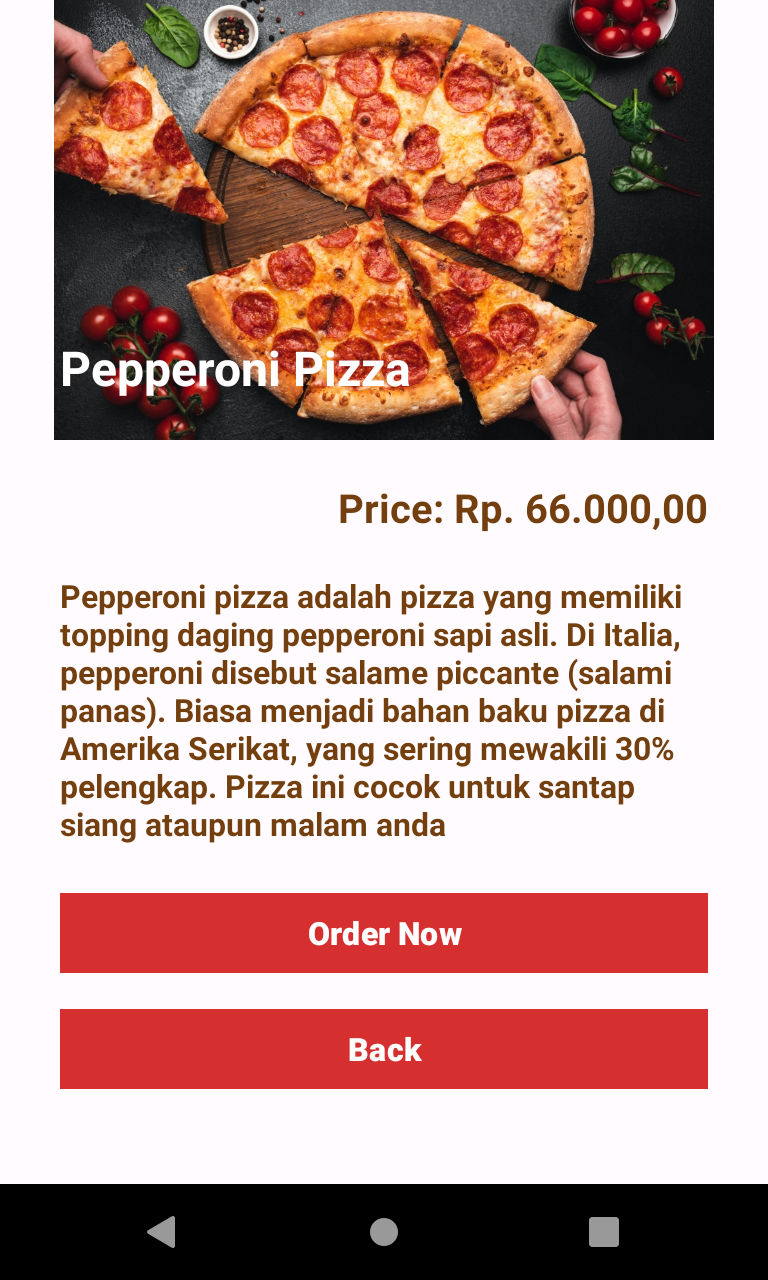 Pepperoni Pizza
Price: Rp. 66.000,00
Pepperoni pizza adalah pizza yang memiliki
topping daging pepperoni sapi asli. Di Italia,
pepperoni disebut salame piccante (salami
panas). Biasa menjadi bahan baku pizza di
Amerika Serikat, yang sering mewakili 30%
pelengkap. Pizza ini cocok untuk santap
siang ataupun malam anda
Order Now
Back